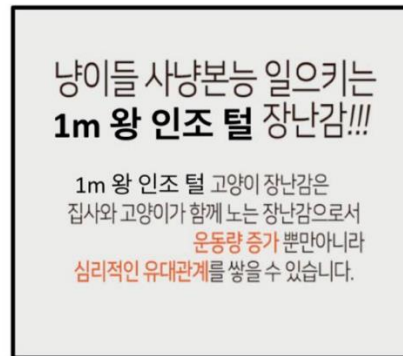 냥이들 사냥본능 일으키는
1m 왕 인조 털 장난감!!!
1m 왕 인조 털 고양이 장난감은
집사와 고양이가 함께 노는 장난감으로서
운동량 증가 뿐만아니라
심리적인 유대관계를 쌓을 수 있습니다.